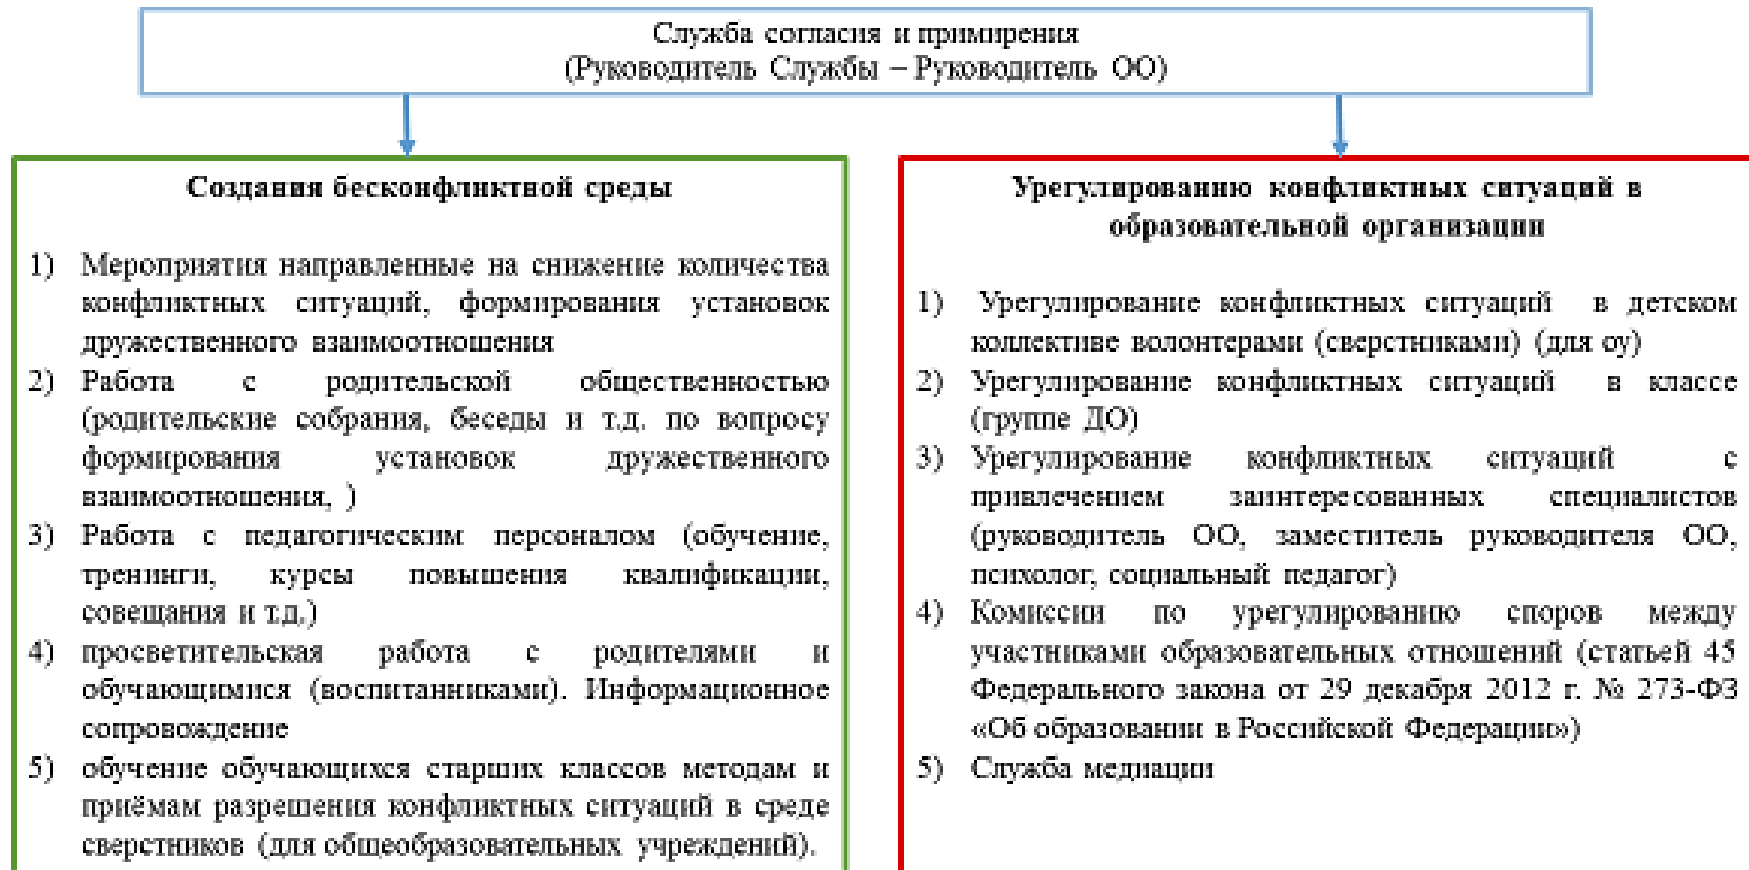 Служба согласия и примирения
(Руководитель Службы – Руководитель ОО)
Создания бесконфликтной среды
1) Мероприятия направленные на снижение количества
конфликтных ситуаций, формирования установок
дружественного взаимоотношения
2) Работа с родительской общественностью
(родительские собрания, беседы и т.д. по вопросу
формирования установок дружественного
взаимоотношения, )
3) Работа с педагогическим персоналом (обучение,
тренинги, курсы повышения квалификации,
совещания и т.д.)
4) просветительская работа с родителями и
обучающимися (воспитанниками). Информационное
сопровождение
5) обучение обучающихся старших классов методам и
приёмам разрешения конфликтных ситуаций в среде
сверстников (для общеобразовательных учреждений).
Урегулированию конфликтных ситуаций в
образовательной организации
1) Урегулирование конфликтных ситуаций в детском
коллективе волонтерами (сверстниками) (для оу)
2) Урегулирование конфликтных ситуаций в классе
(группе ДО)
3) Урегулирование конфликтных ситуаций с
привлечением заинтересованных специалистов
(руководитель ОО, заместитель руководителя ОО,
психолог, социальный педагог)
4) Комиссии по урегулированию споров между
участниками образовательных отношений (статьей 45
Федерального закона от 29 декабря 2012 г. № 273-ФЗ
«Об образовании в Российской Федерации»)
5) Служба медиации